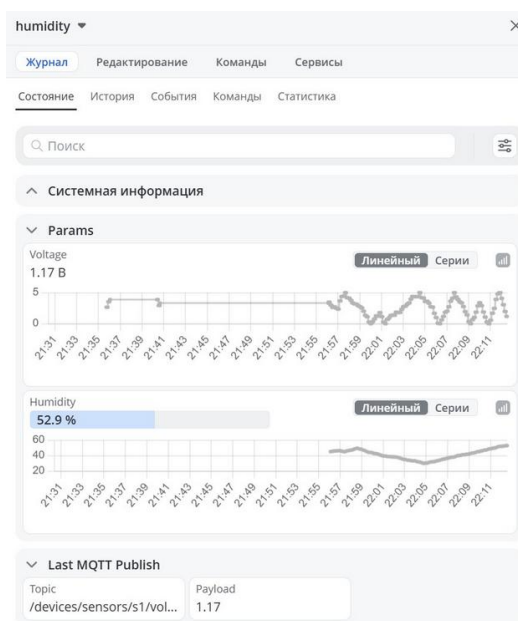 humidity
Журнал Редактирование Команды Сервисы
Состояние История События Команды Статистика
Поиск
Системная информация
Params
Voltage
1.17 В
Линейный Серии
5
0
21:31 21:33 21:35 21:37 21:39 21:41 21:43 21:45 21:47 21:49 21:51 21:53 21:55 21:57 21:59 22:01 22:03 22:05 22:07 22:09 22:11
Humidity
52.9 %
Линейный Серии
60
40
20
21:31 21:33 21:35 21:37 21:39 21:41 21:43 21:45 21:47 21:49 21:51 21:53 21:55 21:57 21:59 22:01 22:03 22:05 22:07 22:09 22:11
Last MQTT Publish
Topic Payload
/devices/sensors/s1/vol... 1.17